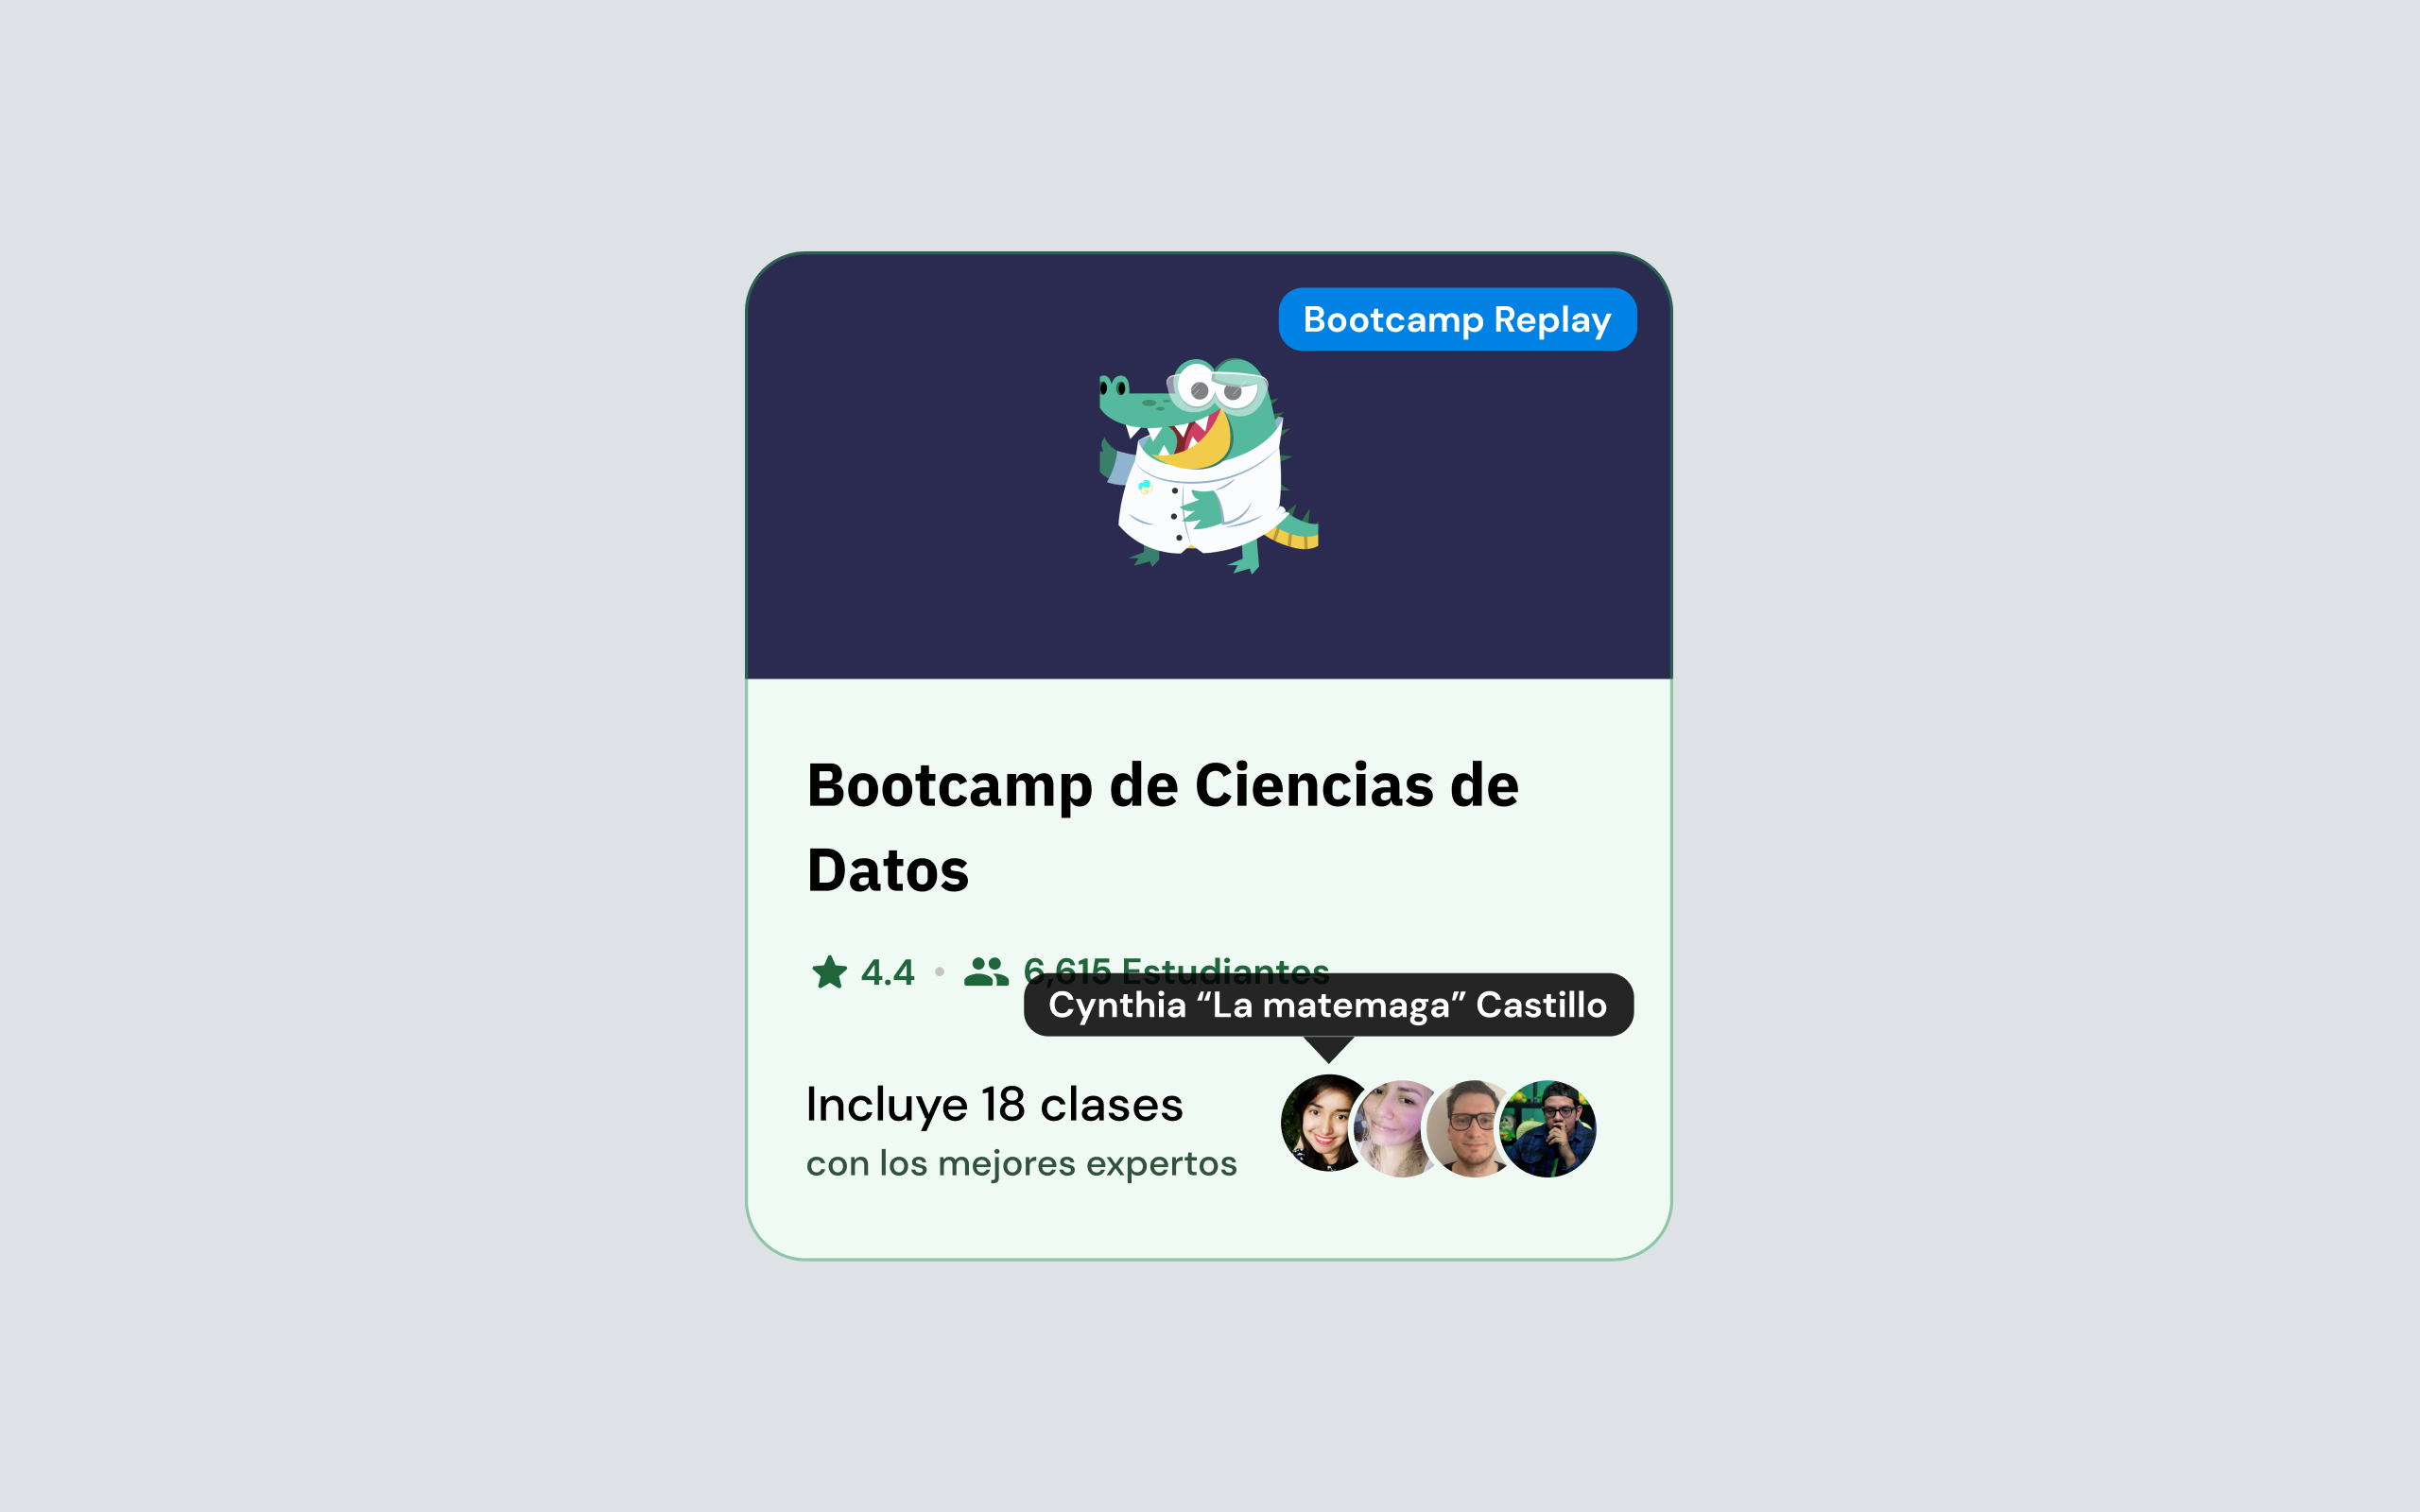 Bootcamp Replay
Bootcamp de Ciencias de
Datos
4.4 • 6,615 Estudiantes
Cynthia “La matemaga” Castillo
Incluye 18 clases
con los mejores expertos